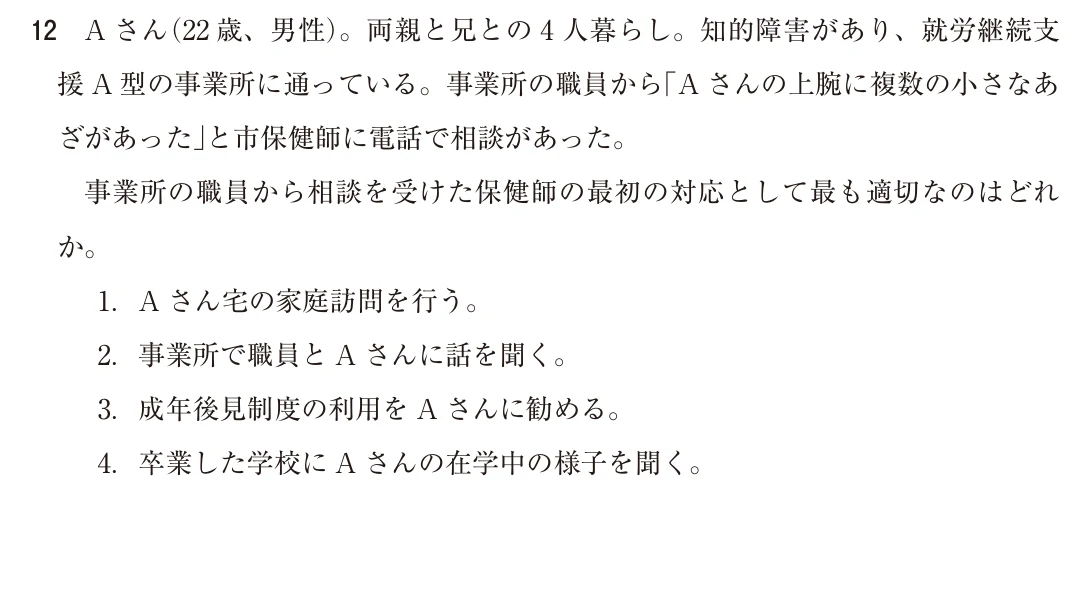 12 Aさん(22歳、男性)。両親と兄との4人暮らし。知的障害があり、就労継続支
援A型の事業所に通っている。事業所の職員から「Aさんの上腕に複数の小さなあ
ざがあった」と市保健師に電話で相談があった。
事業所の職員から相談を受けた保健師の最初の対応として最も適切なのはどれ
か。
1. Aさん宅の家庭訪問を行う。
2. 事業所で職員とAさんに話を聞く。
3. 成年後見制度の利用をAさんに勧める。
4. 卒業した学校にAさんの在学中の様子を聞く。